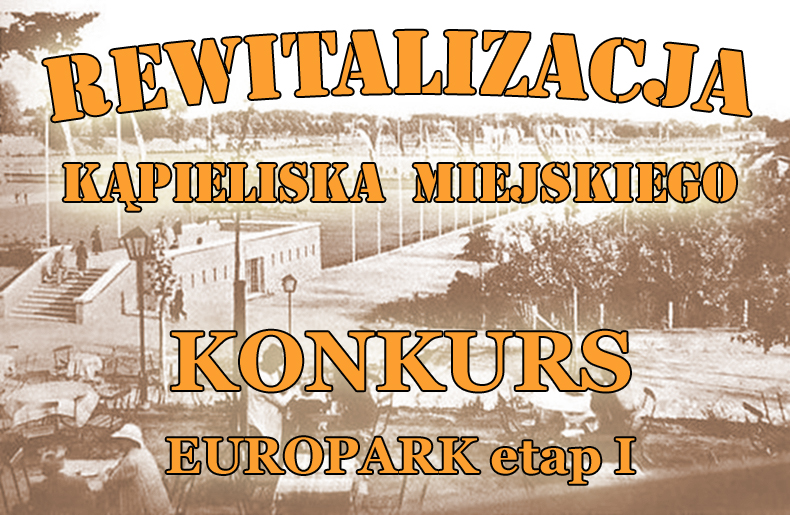 REWITALIZACJA
KĄPIELISKA MIEJSKIEGO
KONKURS
EUROPARK etap I